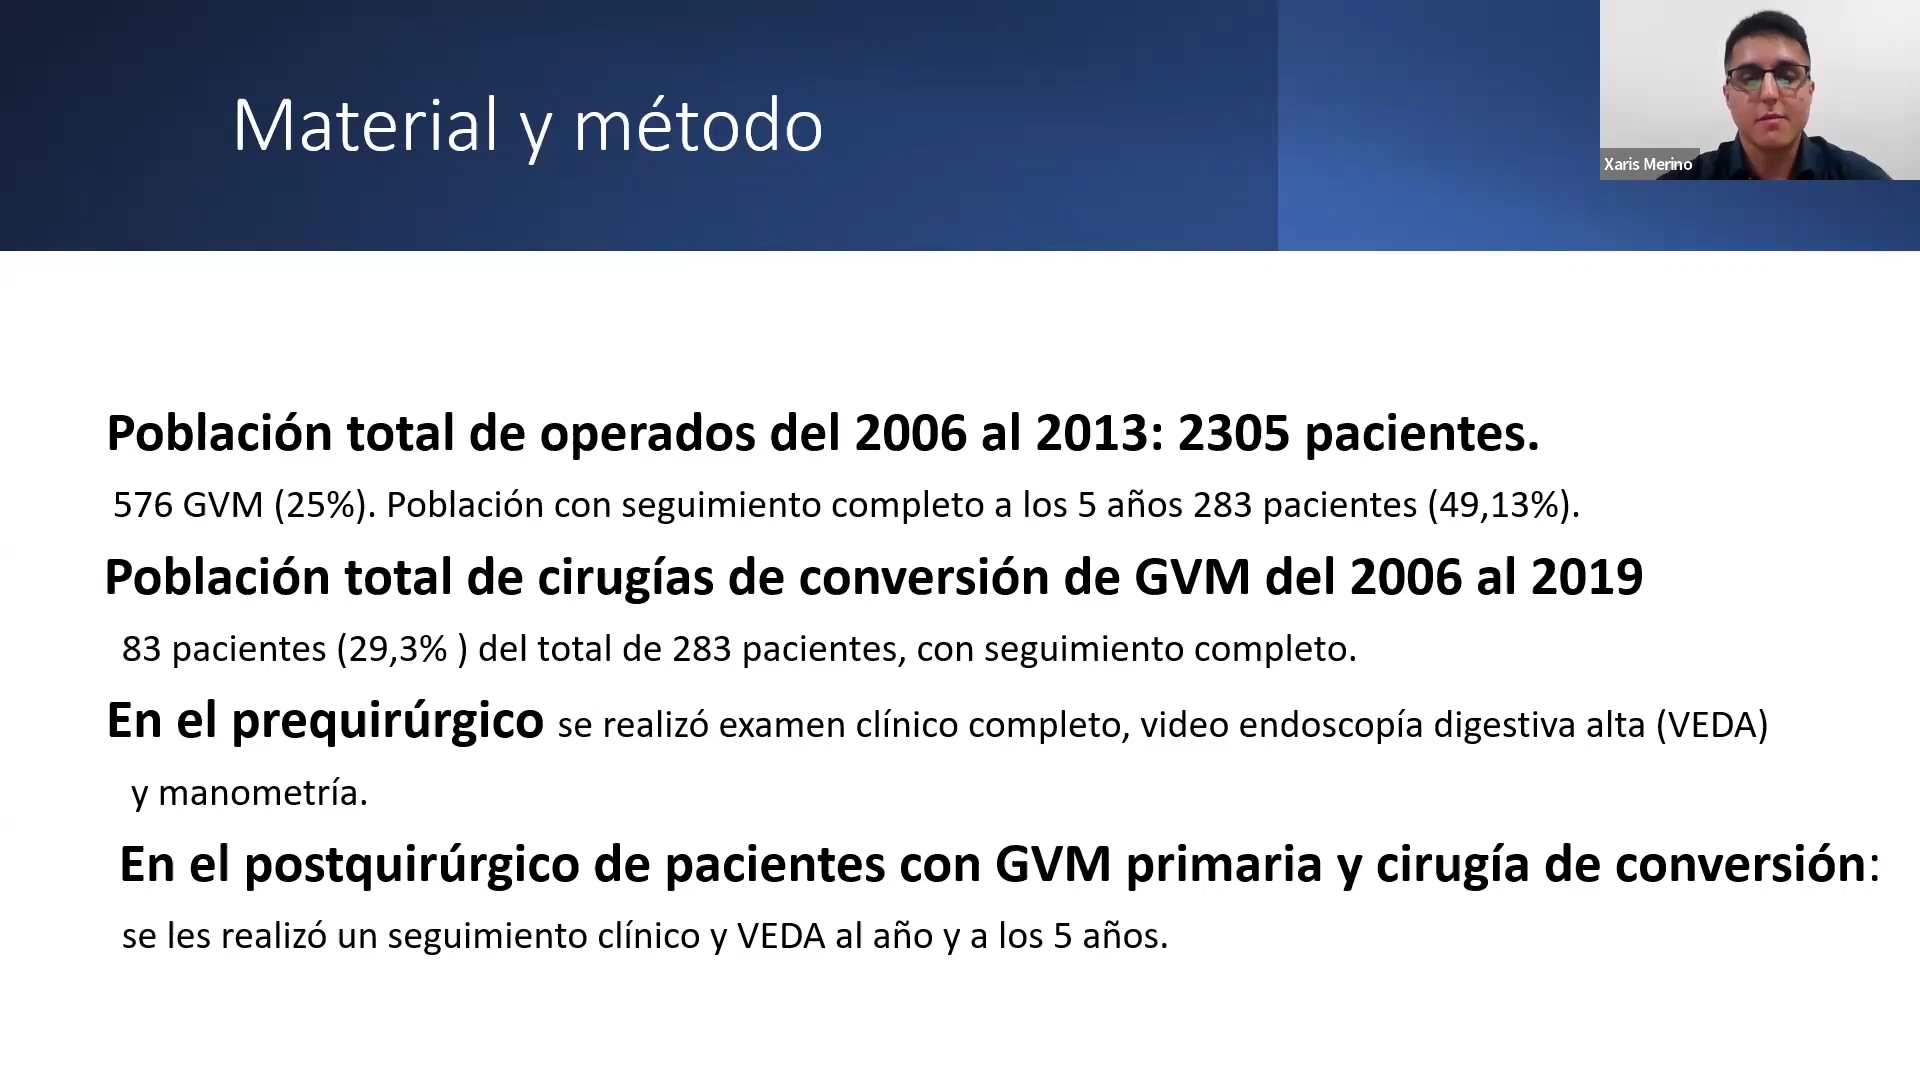 Material y método
Xaris Merino
Población total de operados del 2006 al 2013: 2305 pacientes.
576 GVM (25%). Población con seguimiento completo a los 5 años 283 pacientes (49,13%).
Población total de cirugías de conversión de GVM del 2006 al 2019
83 pacientes (29,3% ) del total de 283 pacientes, con seguimiento completo.
En el prequirúrgico se realizó examen clínico completo, video endoscopía digestiva alta (VEDA)
y manometría.
En el postquirúrgico de pacientes con GVM primaria y cirugía de conversión:
se les realizó un seguimiento clínico y VEDA al año y a los 5 años.